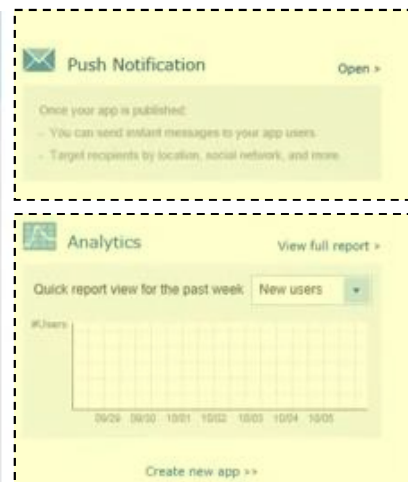 Push Notification
Open >
Once your app is published:
- You can send instant messages to your app users.
- Target recipients by location, social network, and more.
Analytics
View full report >
Quick report view for the past week
New users
#Users
09/29 09/30 10/01 10/02 10/03 10/04 10/05
Create new app >>